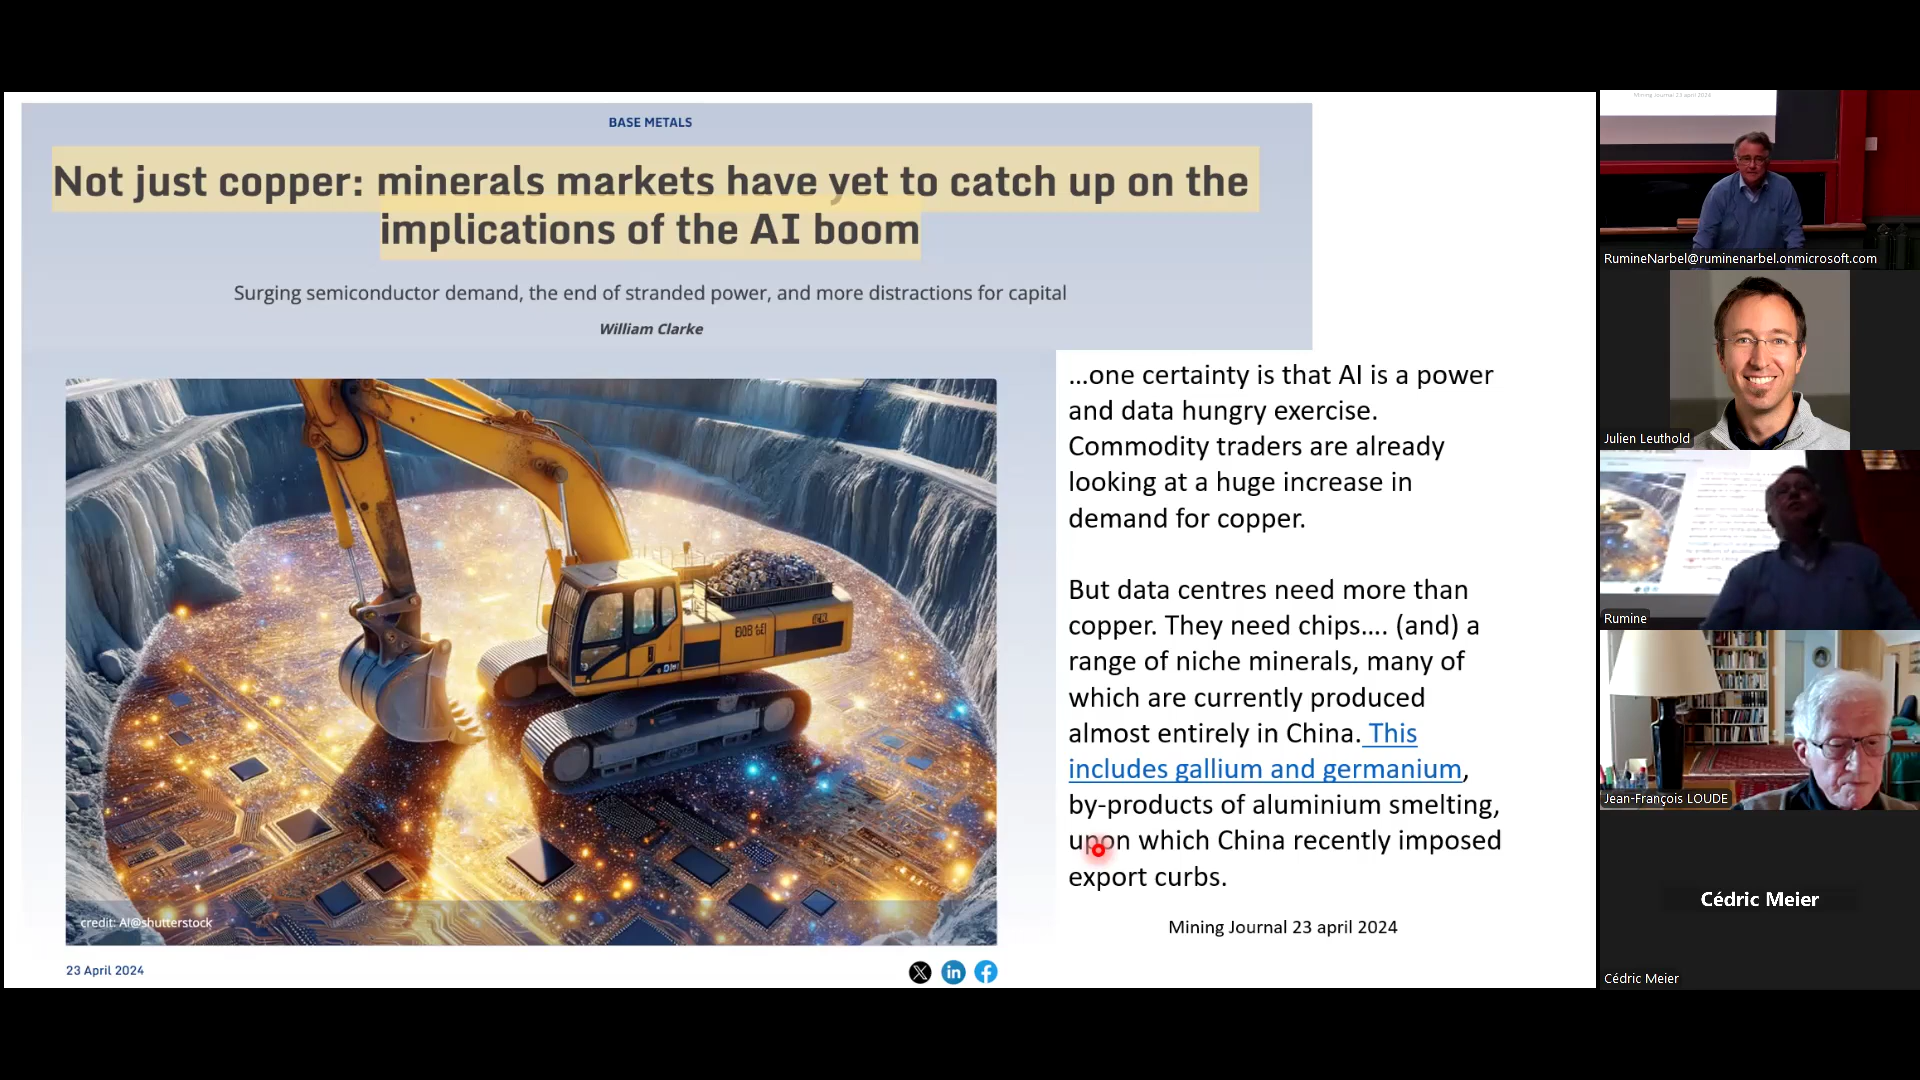 BASE METALS
Not just copper: minerals markets have yet to catch up on the
implications of the AI boom
Surging semiconductor demand, the end of stranded power, and more distractions for capital
William Clarke
...one certainty is that AI is a power
and data hungry exercise.
Commodity traders are already
looking at a huge increase in
demand for copper.
But data centres need more than
copper. They need chips.... (and) a
range of niche minerals, many of
which are currently produced
almost entirely in China. This
includes gallium and germanium,
by-products of aluminium smelting,
upon which China recently imposed
export curbs.
Mining Journal 23 april 2024
credit: AI@shutterstock
23 April 2024
Mining Journal 23 april 2024
RumineNarbel@ruminenarbel.onmicrosoft.com
Julien Leuthold
Rumine
Jean-François LOUDE
Cédric Meier
Cédric Meier